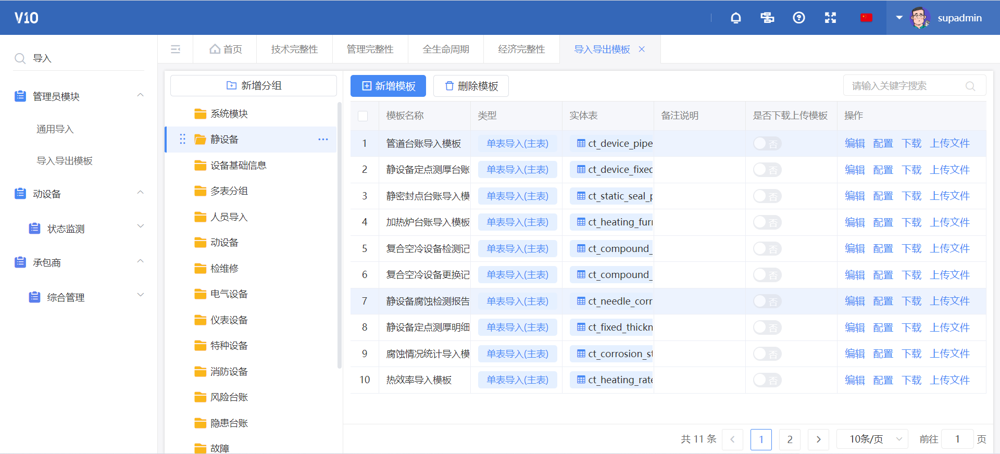 V10
supadmin
导入
管理员模块
通用导入
导入导出模板
动设备
状态监测
承包商
综合管理
首页
技术完整性
管理完整性
全生命周期
经济完整性
导入导出模板
新增分组
系统模块
静设备
设备基础信息
多表分组
人员导入
动设备
检维修
电气设备
仪表设备
特种设备
消防设备
风险台账
隐患台账
故障
新增模板 删除模板 请输入关键字搜索
模板名称 类型 实体表 备注说明 是否下载上传模板 操作
1 管道台账导入模板 单表导入(主表) ct_device_pipe 否 编辑 配置 下载 上传文件
2 静设备定点测厚台账 单表导入(主表) ct_device_fixed 否 编辑 配置 下载 上传文件
3 静密封点台账导入模 单表导入(主表) ct_static_seal_p 否 编辑 配置 下载 上传文件
4 加热炉台账导入模板 单表导入(主表) ct_heating_furn 否 编辑 配置 下载 上传文件
5 复合空冷设备检测记 单表导入(主表) ct_compound_ 否 编辑 配置 下载 上传文件
6 复合空冷设备更换记 单表导入(主表) ct_compound_ 否 编辑 配置 下载 上传文件
7 静设备腐蚀检测报告 单表导入(主表) ct_needle_corr 否 编辑 配置 下载 上传文件
8 静设备定点测厚明细 单表导入(主表) ct_fixed_thickn 否 编辑 配置 下载 上传文件
9 腐蚀情况统计导入模 单表导入(主表) ct_corrosion_st 否 编辑 配置 下载 上传文件
10 热效率导入模板 单表导入(主表) ct_heating_rate 否 编辑 配置 下载 上传文件
共 11 条 1 2 10条/页 前往 1 页